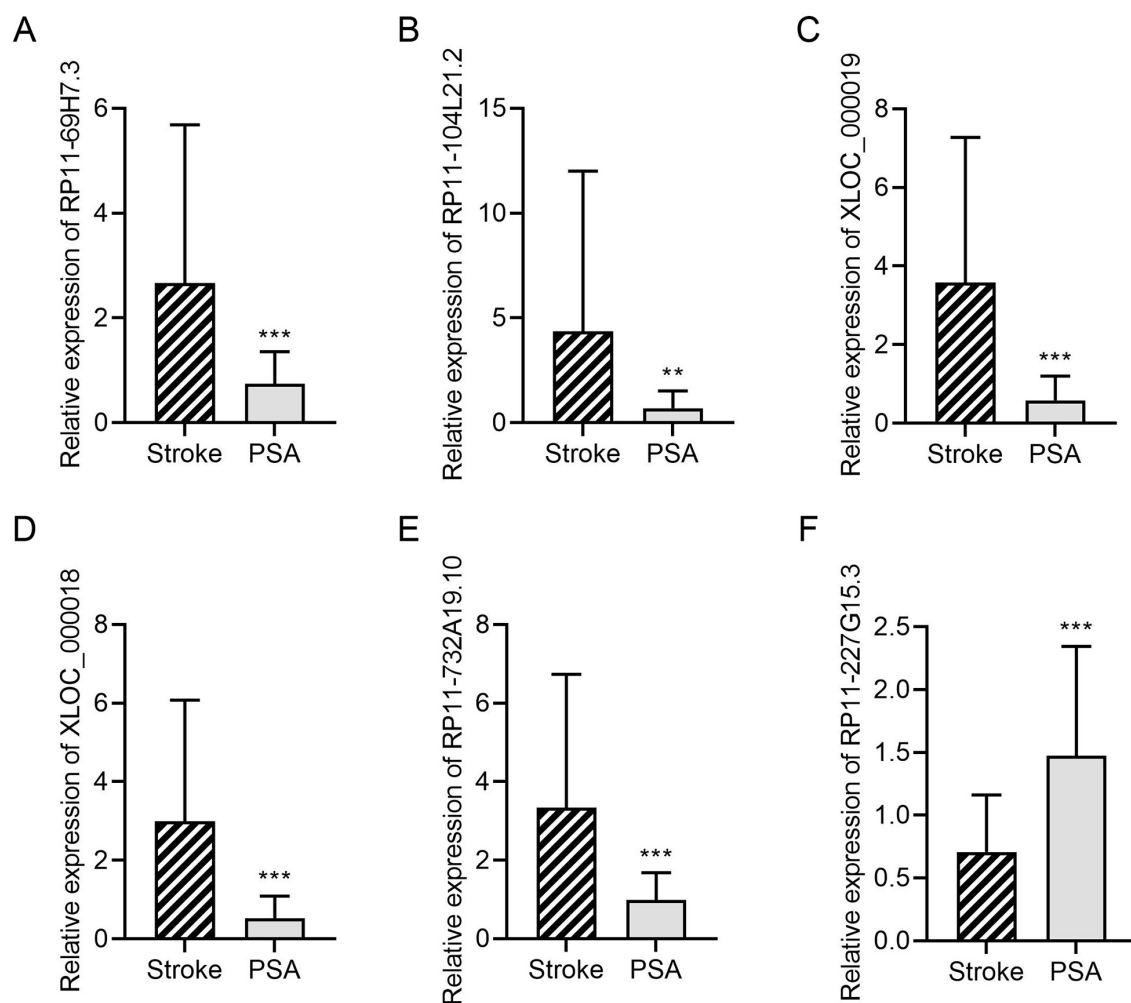 A
Relative expression of RP11-69H7.3
6
4
2
0
***
Stroke
PSA
B
Relative expression of RP11-104L21.2
15
10
5
0
**
Stroke
PSA
C
Relative expression of XLOC_000019
8
6
4
2
0
***
Stroke
PSA
D
Relative expression of XLOC_000018
8
6
4
2
0
***
Stroke
PSA
E
Relative expression of RP11-732A19.10
8
6
4
2
0
***
Stroke
PSA
F
Relative expression of RP11-227G15.3
2.5
2.0
1.5
1.0
0.5
0.0
***
Stroke
PSA